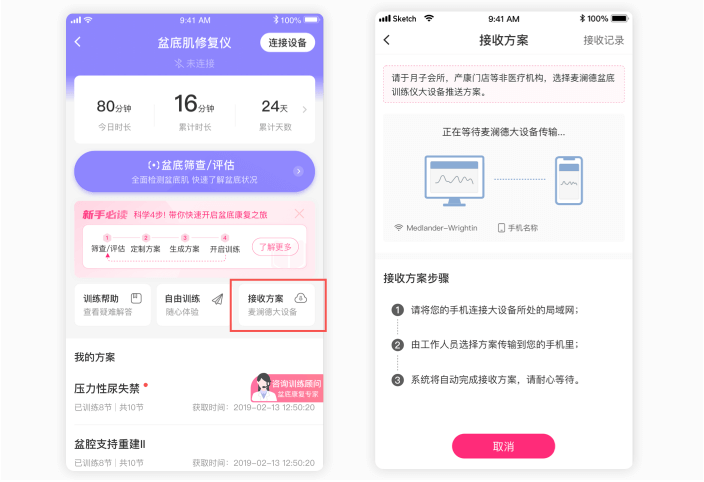 9:41 AM
100%
盆底肌修复仪
连接设备
未连接
80分钟
16分钟
24天
今日时长
累计时长
累计天数
盆底筛查/评估
全面检测盆底肌 快速了解盆底状况
新手必读 科学4步! 带你快速开启盆底康复之旅
1 2 3 4
筛查/评估 定制方案 生成方案 开启训练
了解更多
训练帮助
查看疑难解答
自由训练
随心体验
接收方案
麦澜德大设备
我的方案
压力性尿失禁
咨询训练顾问
盆底康复专家
已训练8节 | 共10节
获取时间: 2019-02-13 12:50:20
盆腔支持重建II
已训练8节 | 共10节
获取时间: 2019-02-13 12:50:20
Sketch
9:41 AM
100%
接收方案
接收记录
请于月子会所，产康门店等非医疗机构，选择麦澜德盆底
训练仪大设备推送方案。
正在等待麦澜德大设备传输...
Medlander-Wrightin
手机名称
接收方案步骤
1 请将您的手机连接大设备所处的局域网;
2 由工作人员选择方案传输到您的手机里;
3 系统将自动完成接收方案，请耐心等待。
取消